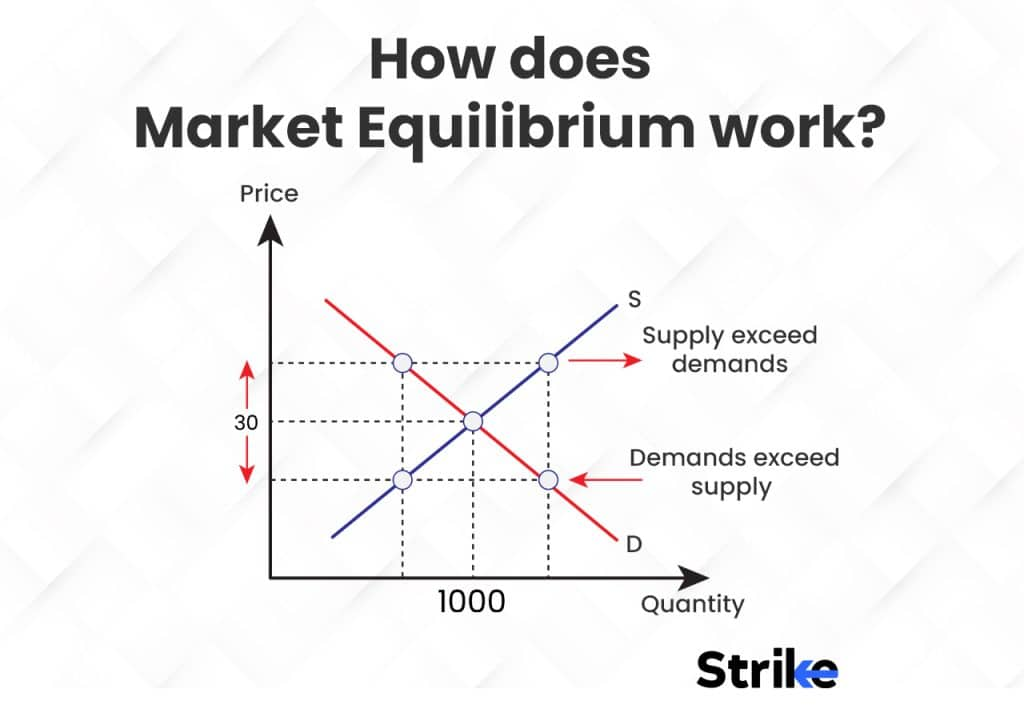 How does
Market Equilibrium work?
Price
S
Supply exceed
demands
30
Demands exceed
supply
D
1000
Quantity
Strike